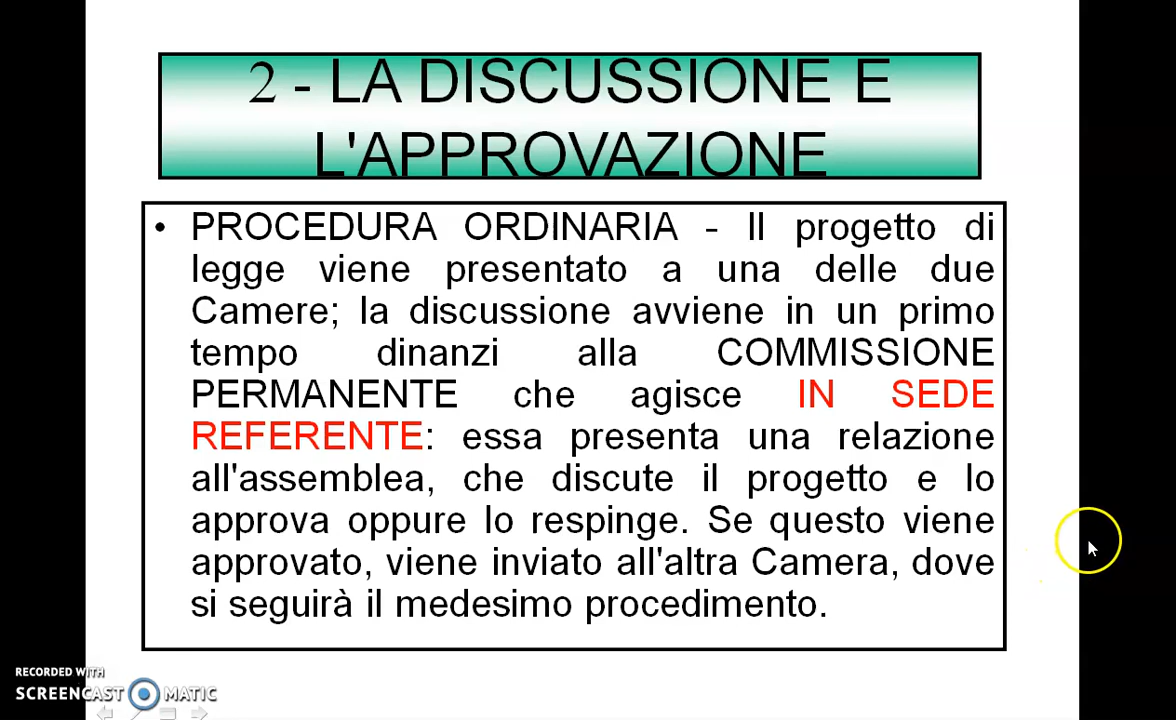 2 - LA DISCUSSIONE E
L'APPROVAZIONE
• PROCEDURA ORDINARIA - Il progetto di
legge viene presentato a una delle due
Camere; la discussione avviene in un primo
tempo dinanzi alla COMMISSIONE
PERMANENTE che agisce IN SEDE
REFERENTE: essa presenta una relazione
all'assemblea, che discute il progetto e lo
approva oppure lo respinge. Se questo viene
approvato, viene inviato all'altra Camera, dove
si seguirà il medesimo procedimento.
RECORDED WITH
SCREENCAST MATIC